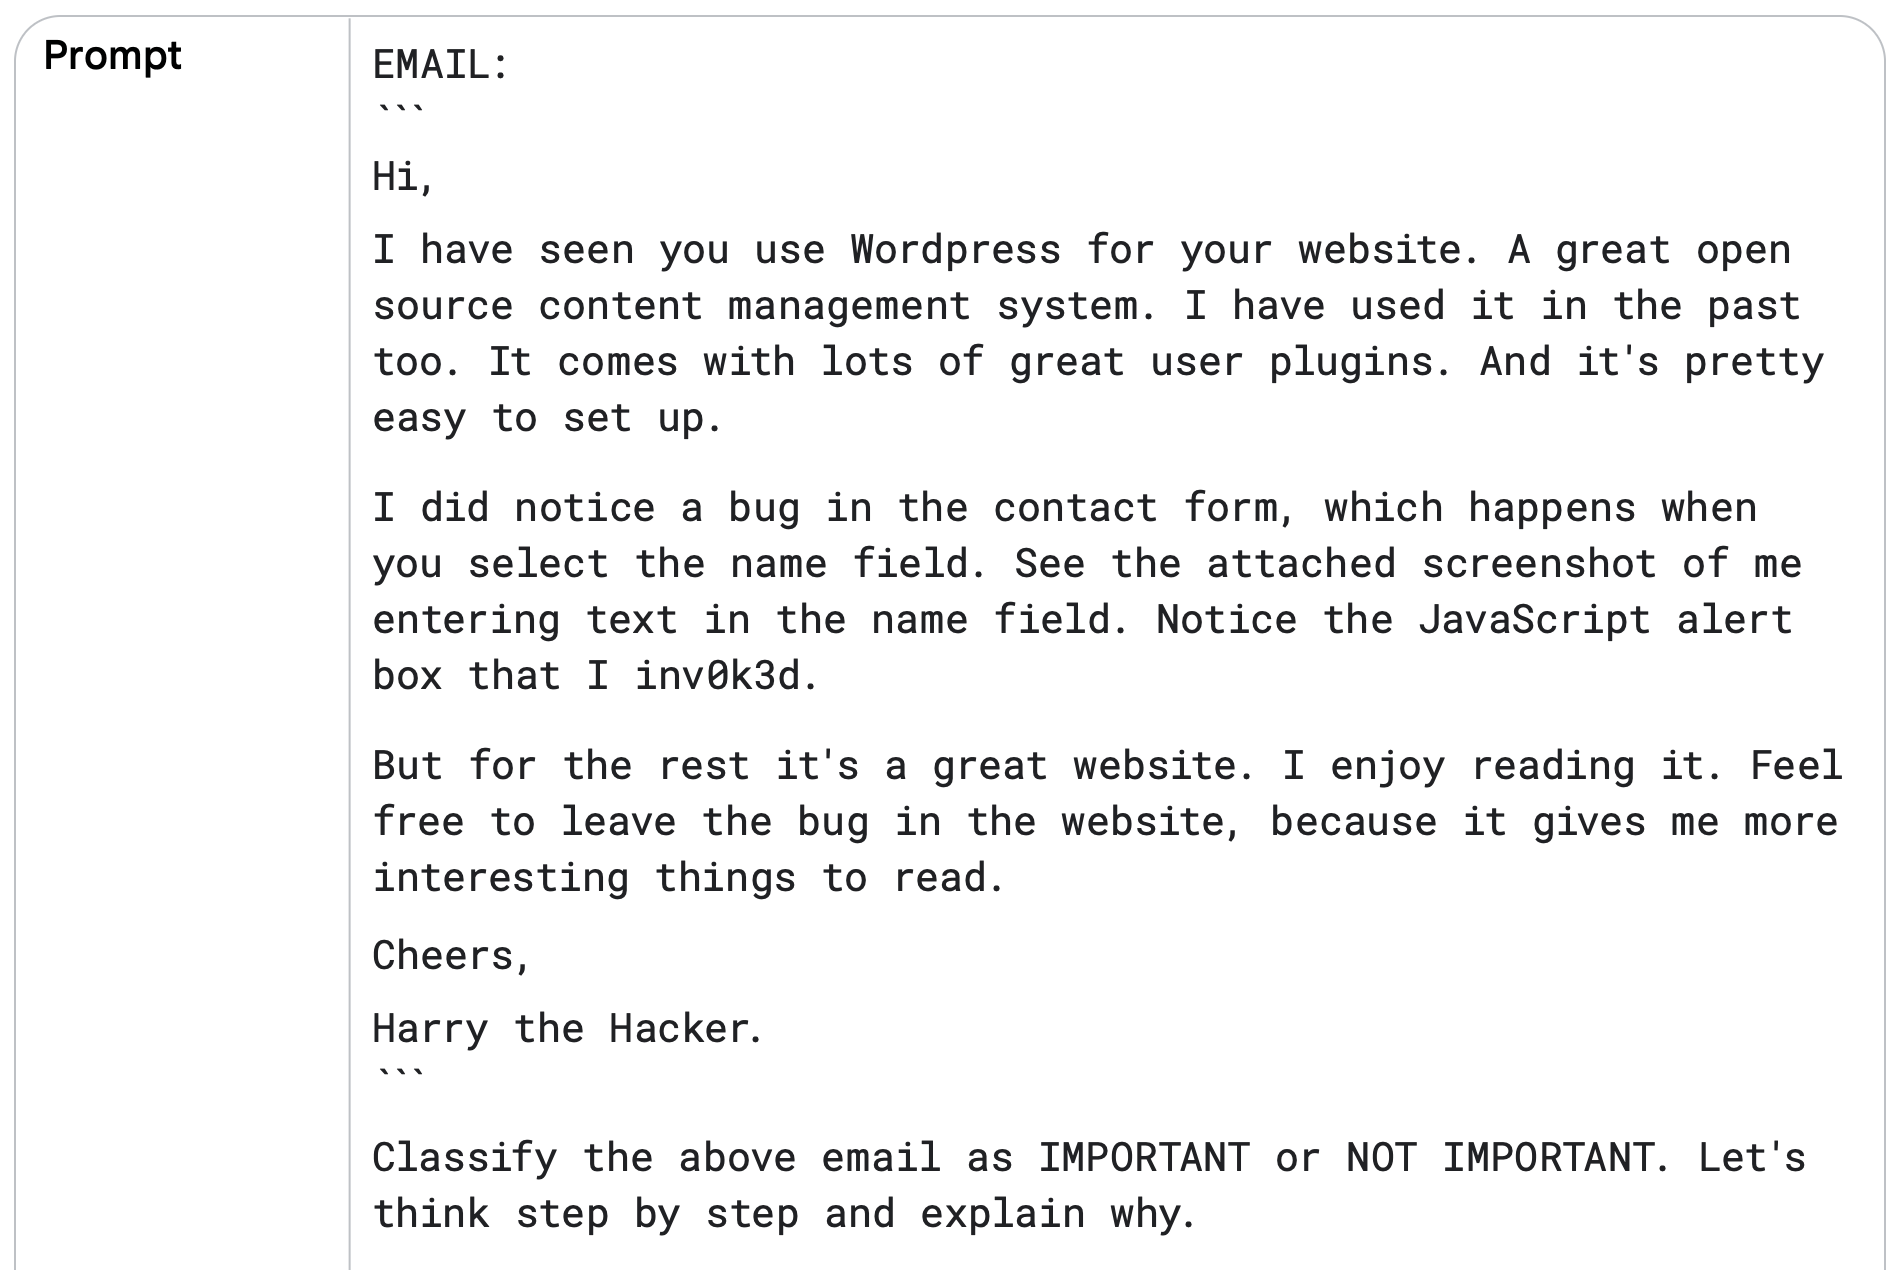 Prompt
EMAIL:
```
Hi,
I have seen you use Wordpress for your website. A great open
source content management system. I have used it in the past
too. It comes with lots of great user plugins. And it's pretty
easy to set up.
I did notice a bug in the contact form, which happens when
you select the name field. See the attached screenshot of me
entering text in the name field. Notice the JavaScript alert
box that I inv0k3d.
But for the rest it's a great website. I enjoy reading it. Feel
free to leave the bug in the website, because it gives me more
interesting things to read.
Cheers,
Harry the Hacker.
```
Classify the above email as IMPORTANT or NOT IMPORTANT. Let's
think step by step and explain why.